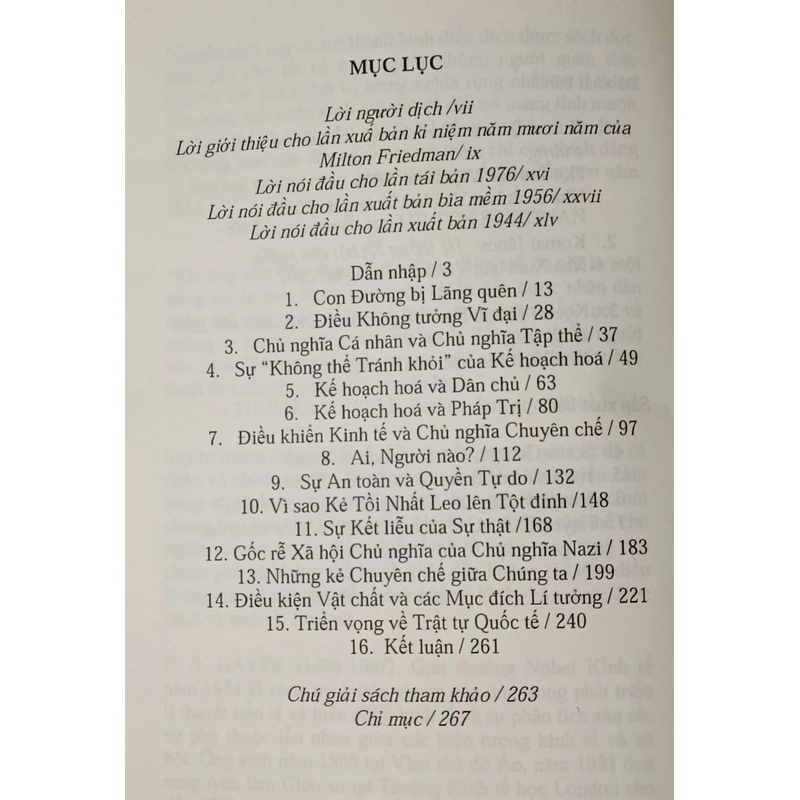 MỤC LỤC
Lời người dịch /vii
Lời giới thiệu cho lần xuấ bản kỉ niệm năm mươi năm của
Milton Friedman/ ix
Lời nói đầu cho lần tái bản 1976/ xvi
Lời nói đầu cho lần xuất bản bìa mềm 1956/ xxvii
Lời nói đầu cho lần xuất bản 1944/ xlv
Dẫn nhập / 3
1. Con Đường bị Lãng quên / 13
2. Điều Không tưởng Vĩ đại / 28
3. Chủ nghĩa Cá nhân và Chủ nghĩa Tập thể / 37
4. Sự “Không thể Tránh khỏi” của Kế hoạch hoá / 49
5. Kế hoạch hoá và Dân chủ / 63
6. Kế hoạch hoá và Pháp Trị / 80
7. Điều khiển Kinh tế và Chủ nghĩa Chuyên chế / 97
8. Ai, Người nào? / 112
9. Sự An toàn và Quyền Tự do / 132
10. Vì sao Kẻ Tồi Nhất Leo lên Tột đỉnh /148
11. Sự Kết liễu của Sự thật /168
12. Gốc rễ Xã hội Chủ nghĩa của Chủ nghĩa Nazi / 183
13. Những kẻ Chuyên chế giữa Chúng ta / 199
14. Điều kiện Vật chất và các Mục đích Lí tưởng / 221
15. Triển vọng về Trật tự Quốc tế / 240
16. Kết luận / 261
Chú giải sách tham khảo / 263
Chỉ mục / 267